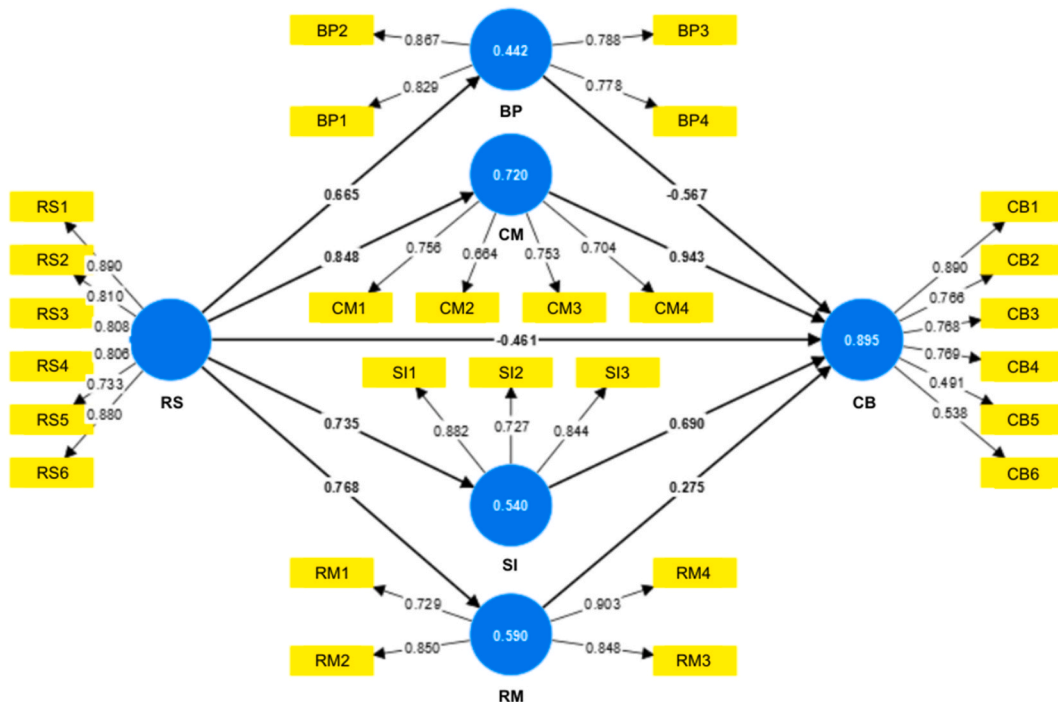 BP2
0.867
0.442
0.788
BP3
BP1
0.829
0.778
BP4
BP
0.665
0.720
-0.567
CM
0.848
0.756
0.664
0.753
0.704
0.943
CM1
CM2
CM3
CM4
RS1
0.890
RS2
0.810
RS3
0.808
RS4
0.806
0.733
RS5
0.880
RS6
RS
-0.461
CB1
0.890
CB2
0.766
CB3
0.768
0.895
0.769
CB4
0.491
CB5
0.538
CB6
CB
SI1
SI2
SI3
0.735
0.882
0.727
0.844
0.690
0.768
0.540
0.275
SI
RM1
0.729
0.590
0.903
RM4
RM2
0.850
0.848
RM3
RM